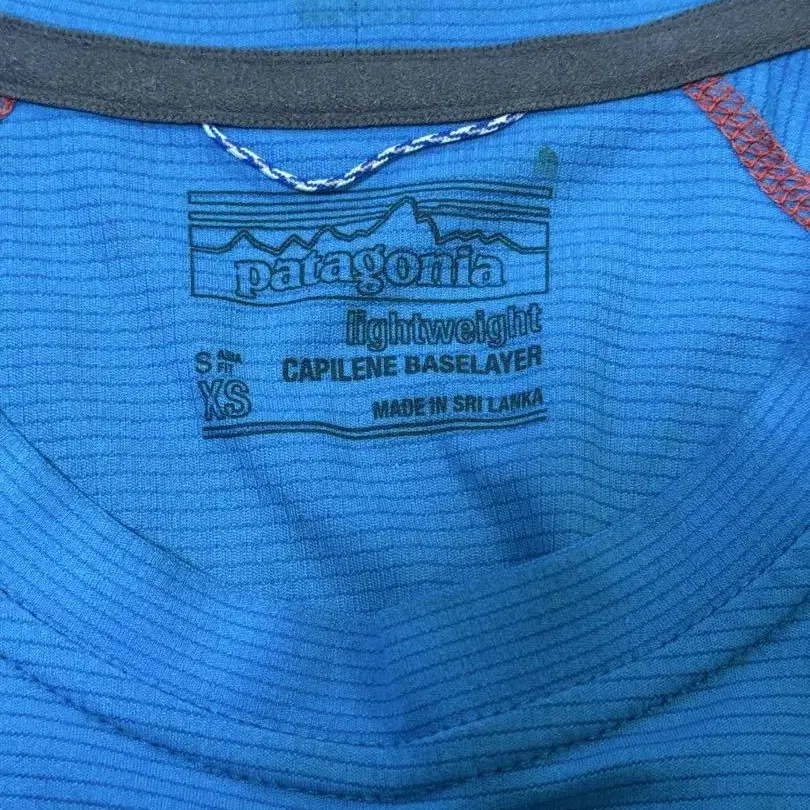 patagonia
lightweight
S ASIA FIT
CAPILENE BASELAYER
XS
MADE IN SRI LANKA